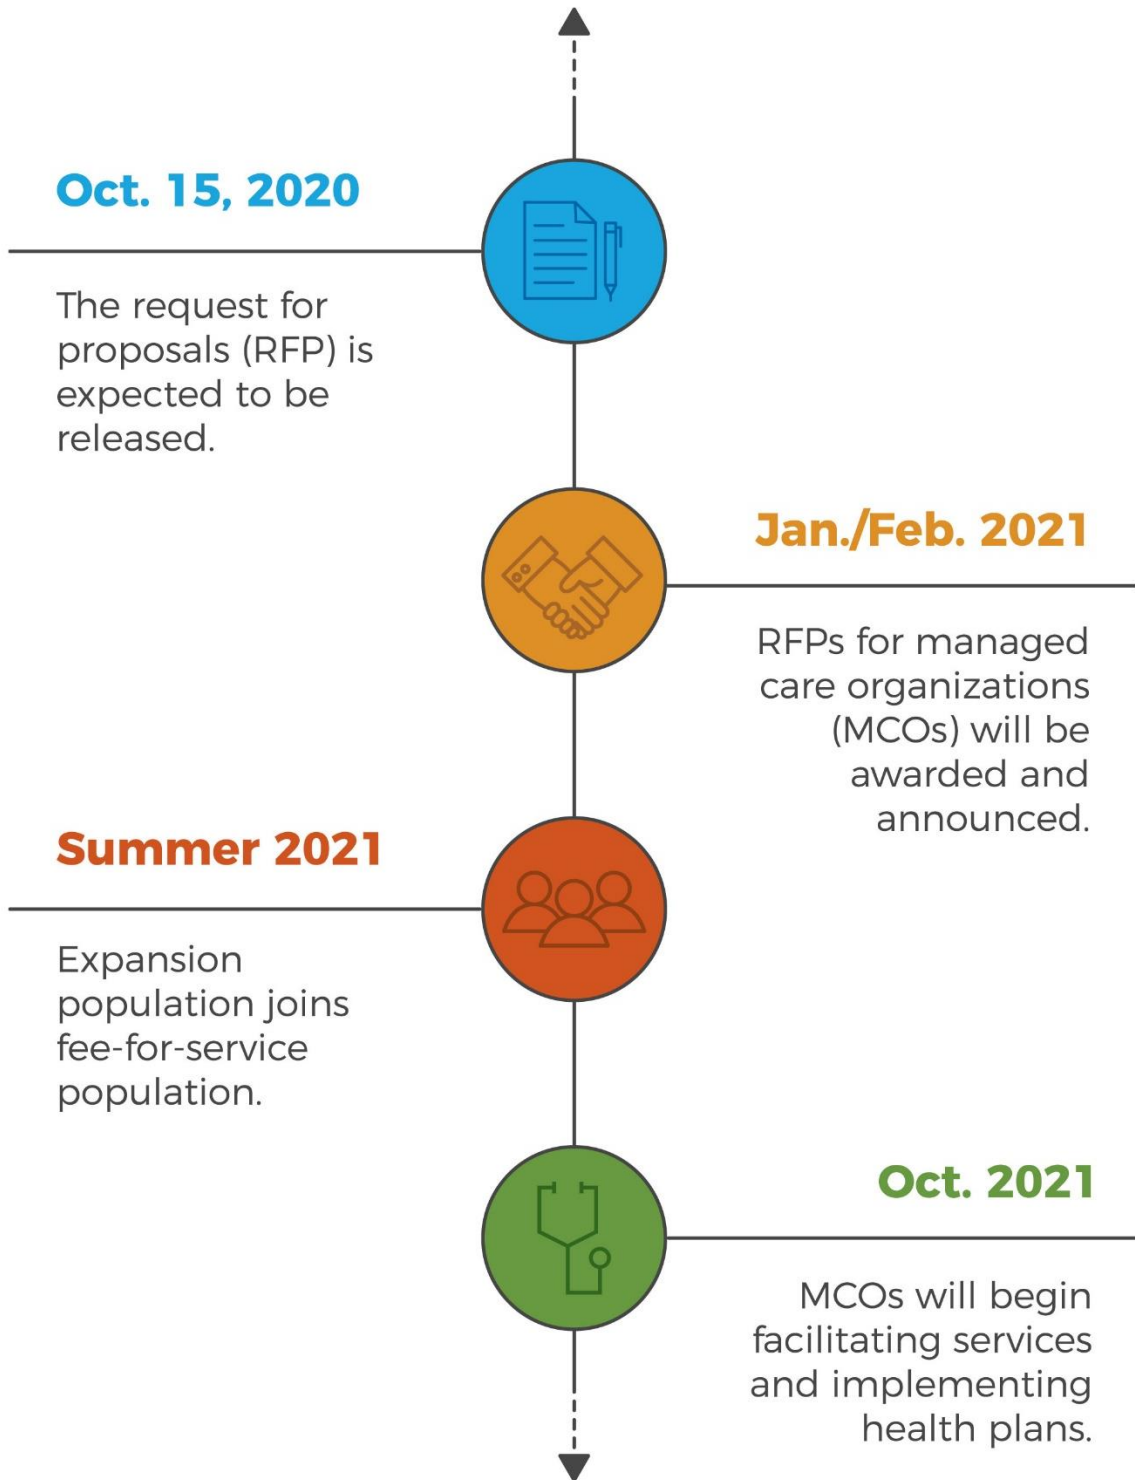 Oct. 15, 2020
The request for
proposals (RFP) is
expected to be
released.
Jan./Feb. 2021
RFPs for managed
care organizations
(MCOs) will be
awarded and
announced.
Summer 2021
Expansion
population joins
fee-for-service
population.
Oct. 2021
MCOs will begin
facilitating services
and implementing
health plans.